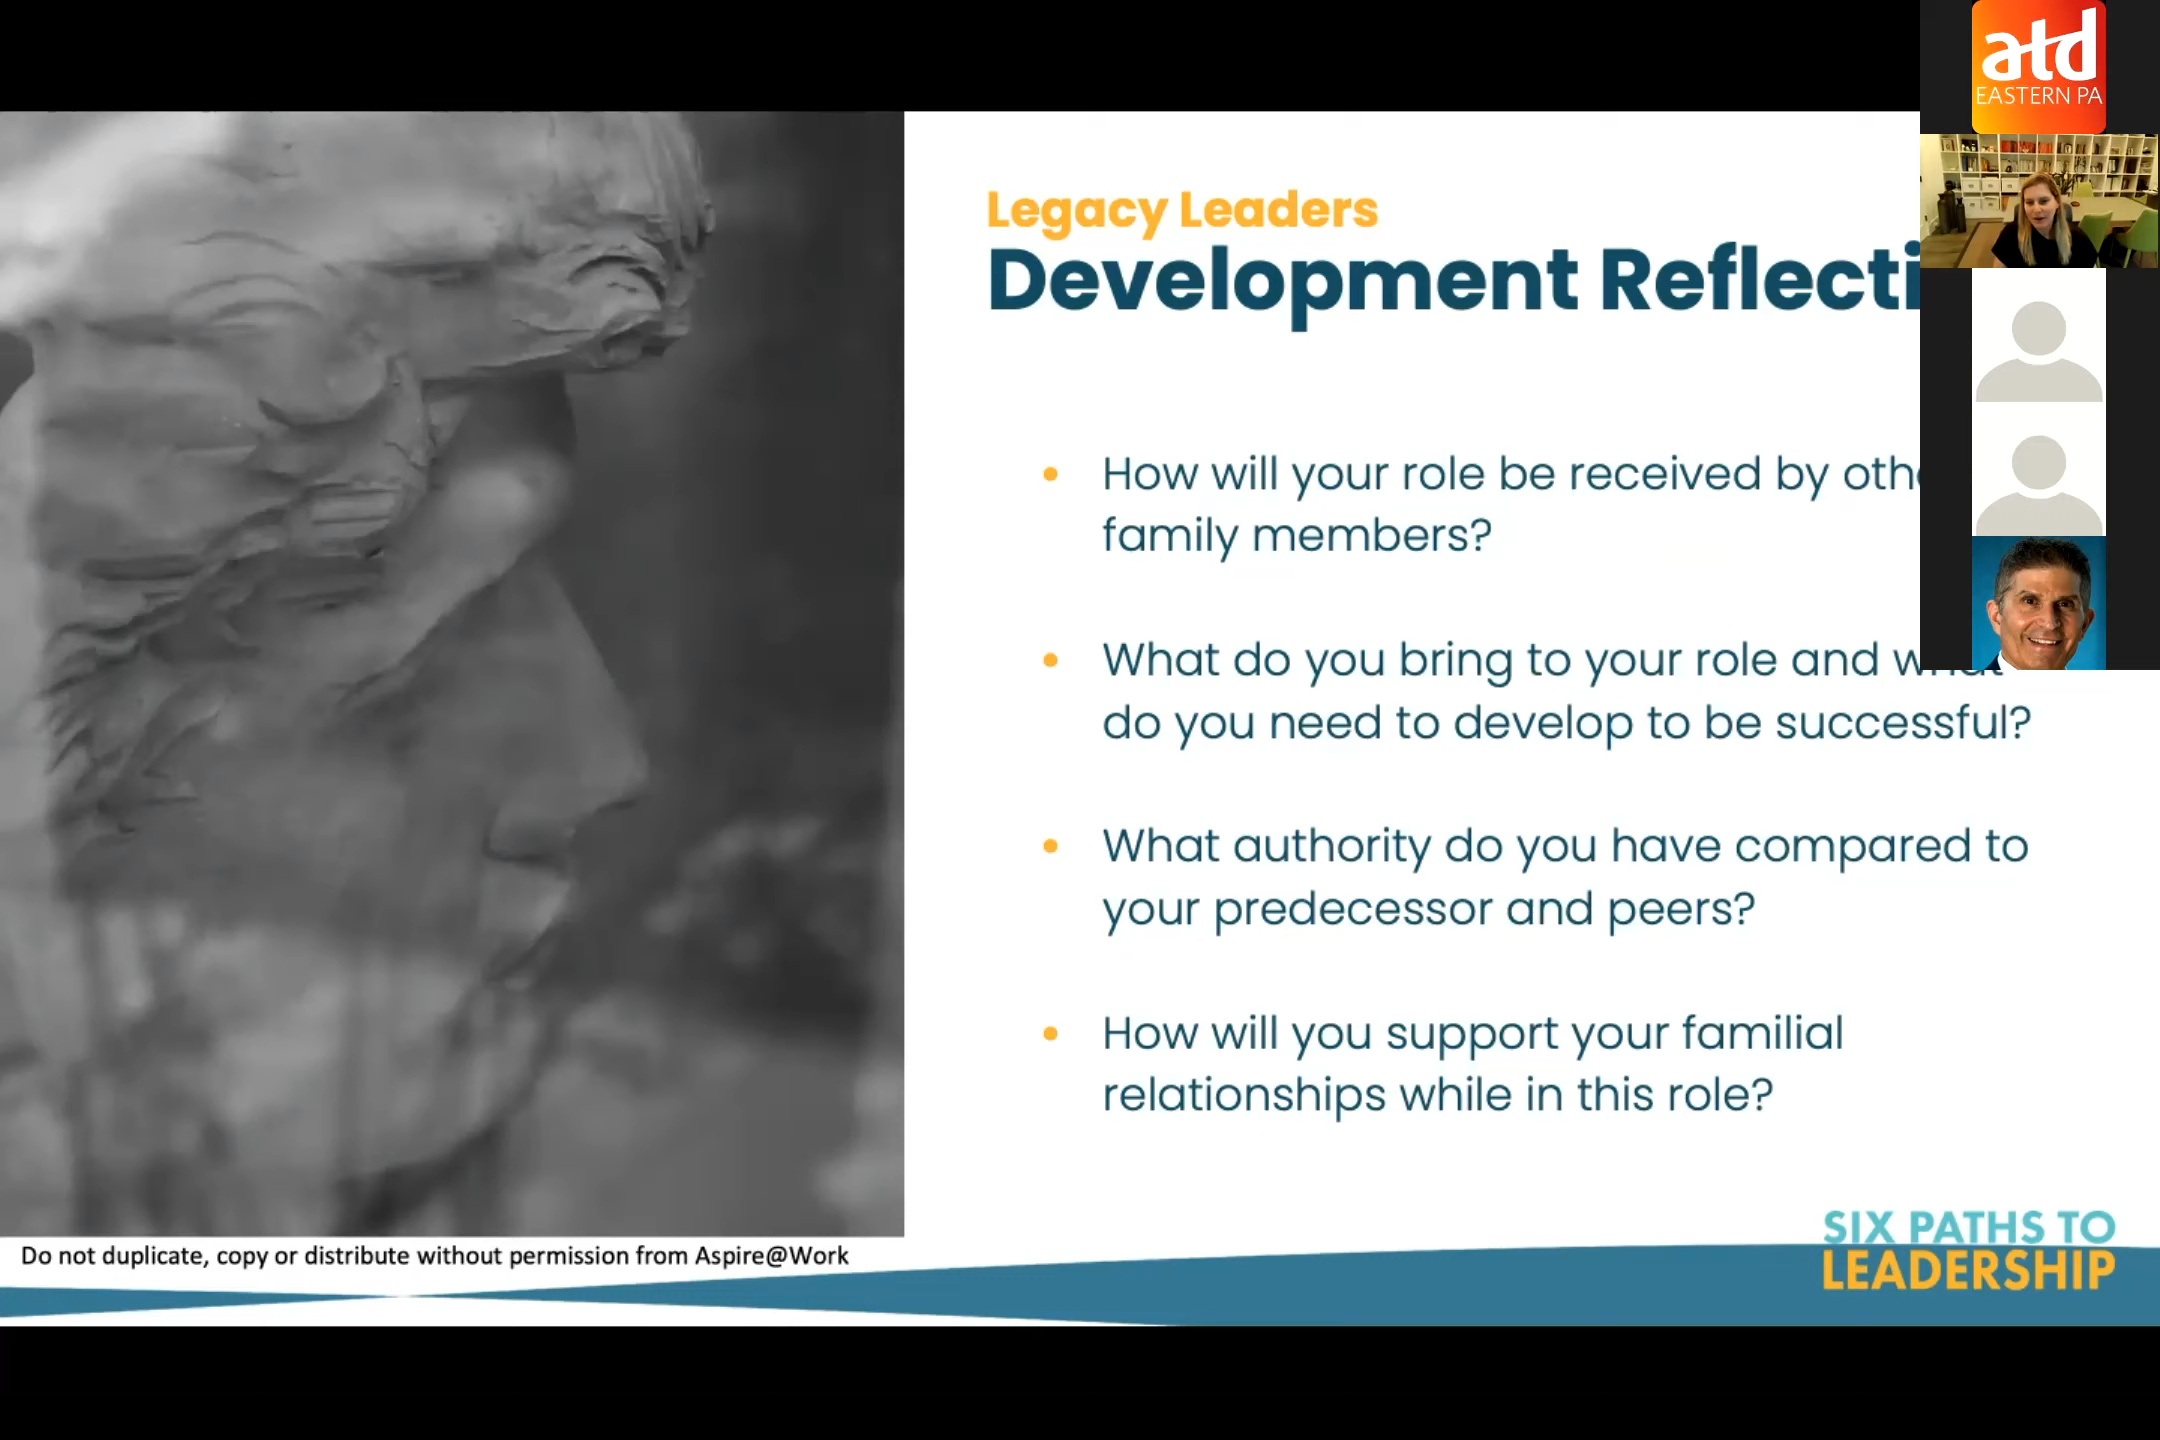 atd
EASTERN PA
Legacy Leaders
Development Reflecti
How will your role be received by oth
family members?
What do you bring to your role and what
do you need to develop to be successful?
What authority do you have compared to
your predecessor and peers?
How will you support your familial
relationships while in this role?
SIX PATHS TO
LEADERSHIP
Do not duplicate, copy or distribute without permission from Aspire@Work